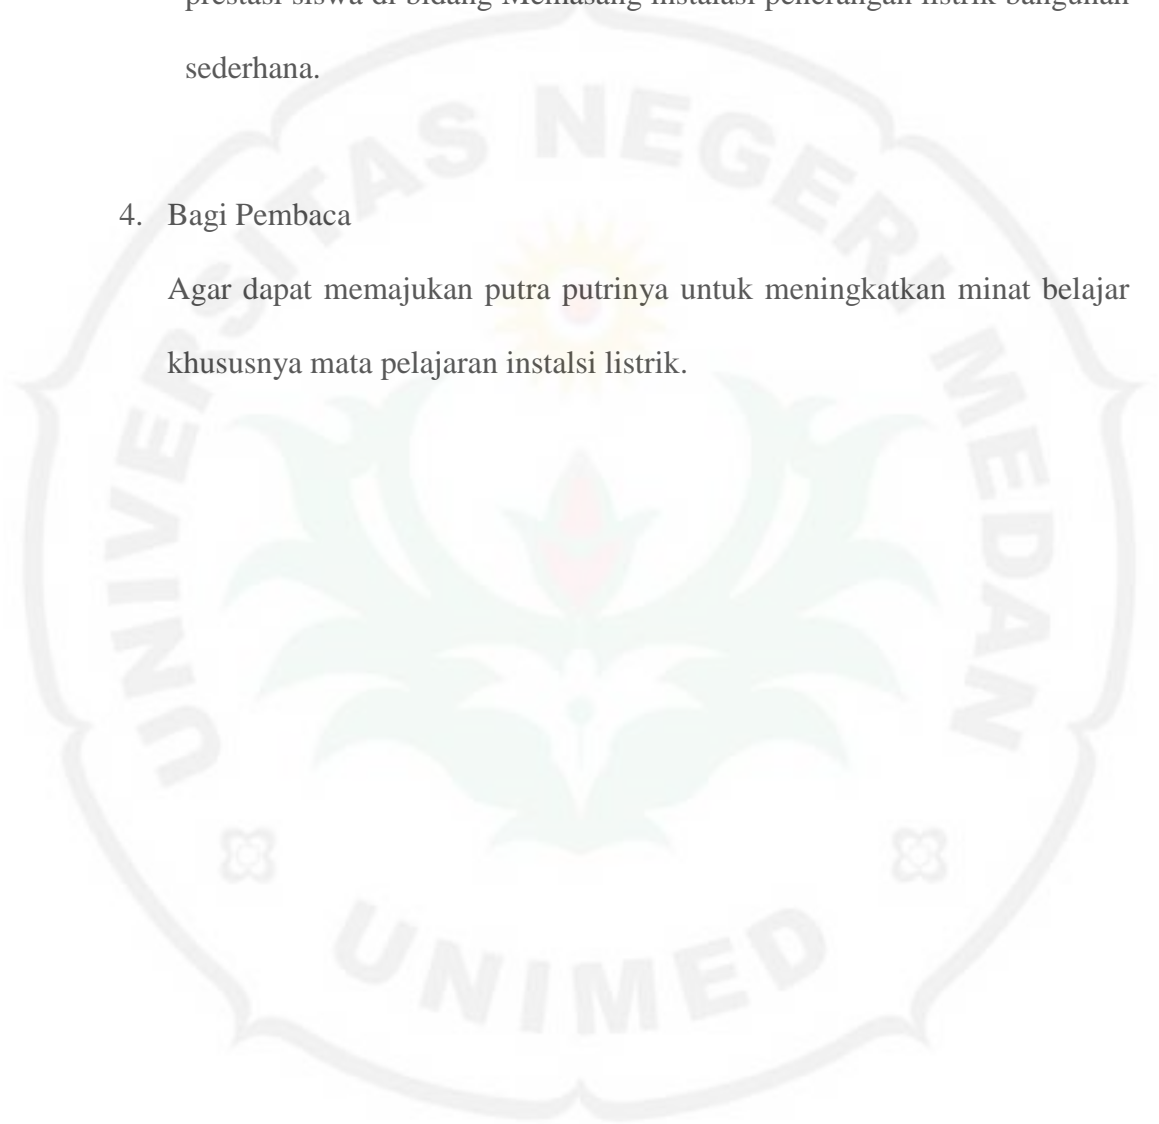 prestasi siswa di bidang Memasang instalasi penerangan listrik bangunan
sederhana.
4. Bagi Pembaca
Agar dapat memajukan putra putrinya untuk meningkatkan minat belajar
khususnya mata pelajaran instalsi listrik.
UNIVERSITAS NEGERI MEDAN
UNIMED